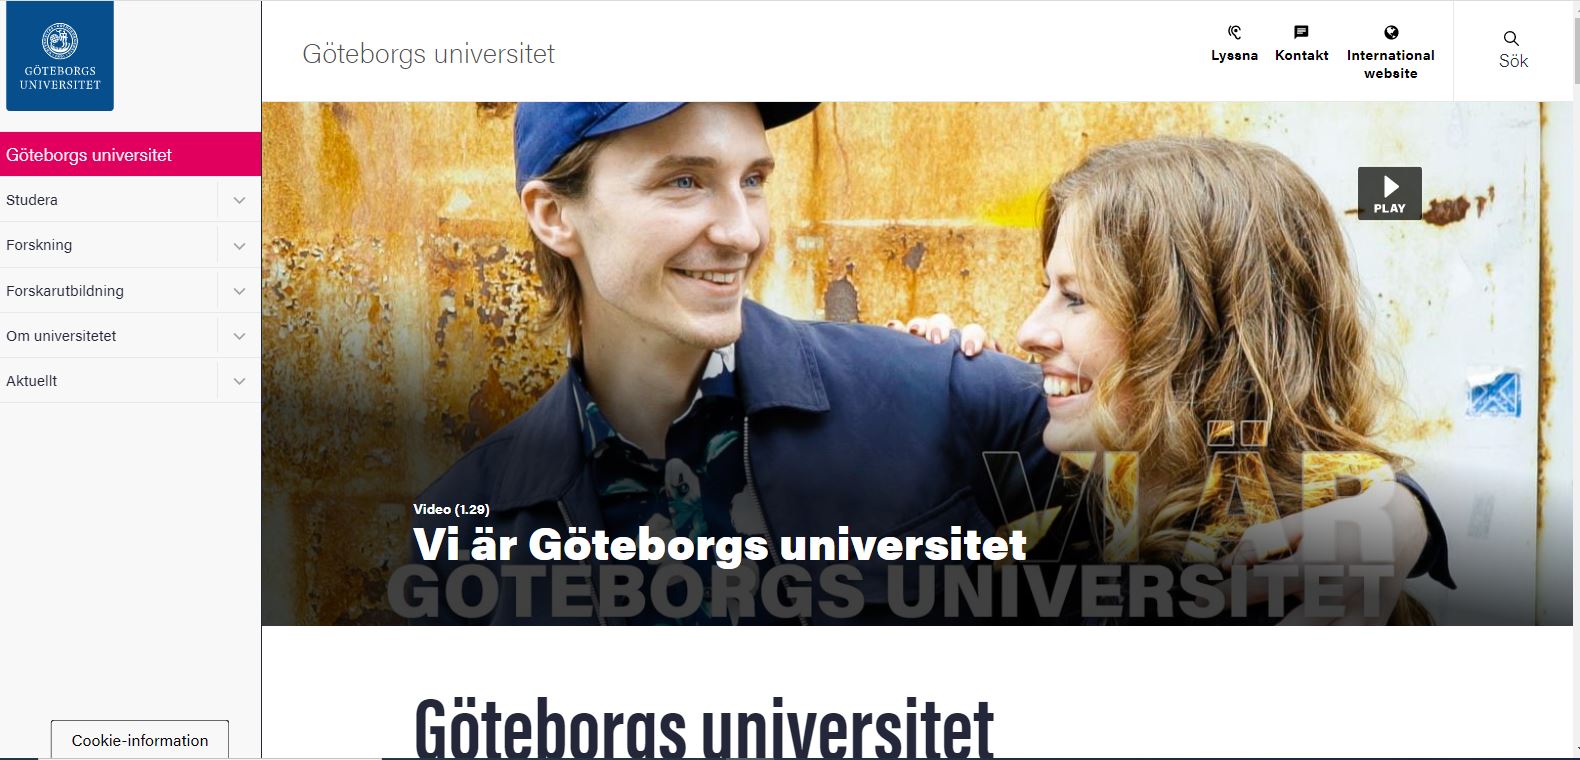 GÖTEBORGS
UNIVERSITET
Göteborgs universitet
Lyssna
Kontakt
International
website
Sök
Göteborgs universitet
Studera
Forskning
Forskarutbildning
Om universitetet
Aktuellt
PLAY
VI ÄR
Video (1.29)
Vi är Göteborgs universitet
GÖTEBORGS UNIVERSITET
Göteborgs universitet
Cookie-information